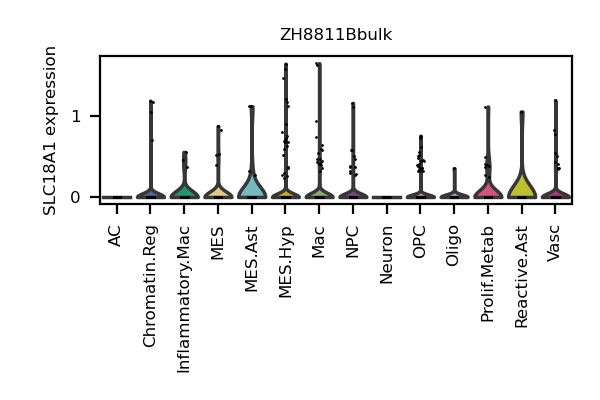 ZH8811Bbulk
SLC18A1 expression
1
0
AC
Chromatin.Reg
Inflammatory.Mac
MES
MES.Ast
MES.Hyp
Mac
NPC
Neuron
OPC
Oligo
Prolif.Metab
Reactive.Ast
Vasc